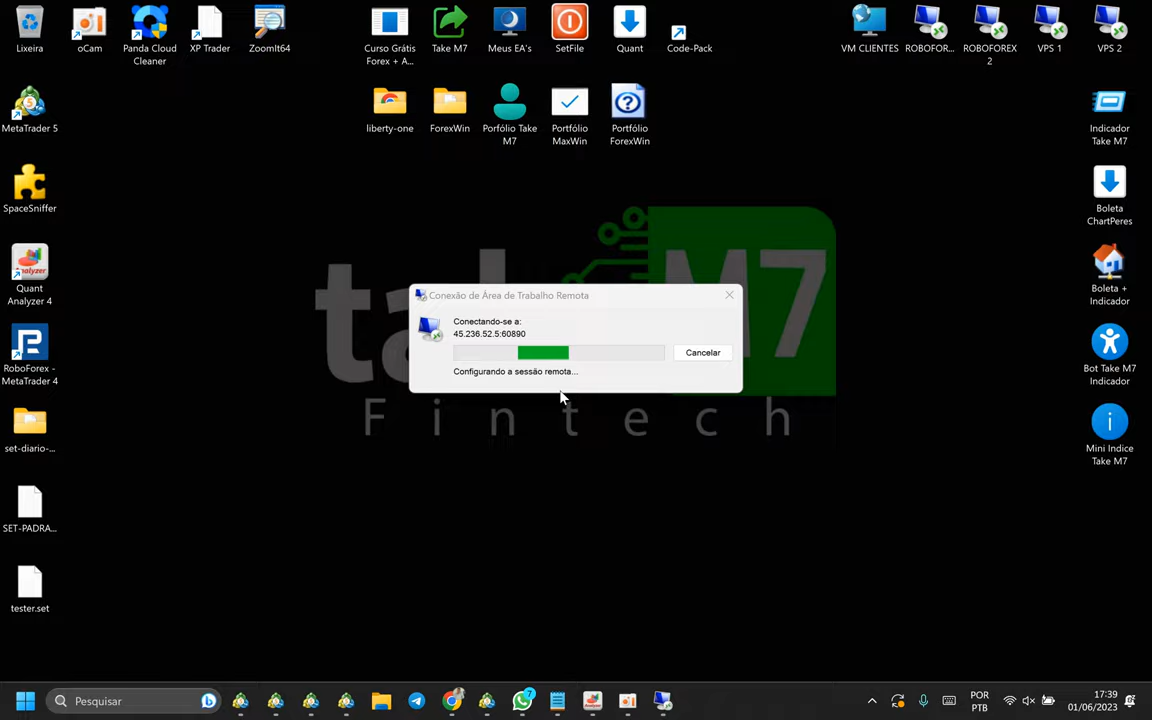 Lixeira
oCam
Panda Cloud
Cleaner
XP Trader
ZoomIt64
Curso Grátis
Forex + A...
Take M7
Meus EA's
SetFile
Quant
Code-Pack
VM CLIENTES
ROBOFOR...
ROBOFOREX
2
VPS 1
VPS 2
MetaTrader 5
liberty-one
ForexWin
Porfólio Take
M7
Portfólio
MaxWin
Portfólio
ForexWin
Indicador
Take M7
SpaceSniffer
Boleta
ChartPeres
Quant
Analyzer 4
Boleta +
Indicador
RoboForex -
MetaTrader 4
Bot Take M7
Indicador
set-diario-...
Mini Indice
Take M7
SET-PADRA...
tester.set
M7
Fintech
Conexão de Área de Trabalho Remota
Conectando-se a:
45.236.52.5:60890
Cancelar
Configurando a sessão remota...
Pesquisar
7
POR
PTB
17:39
01/06/2023